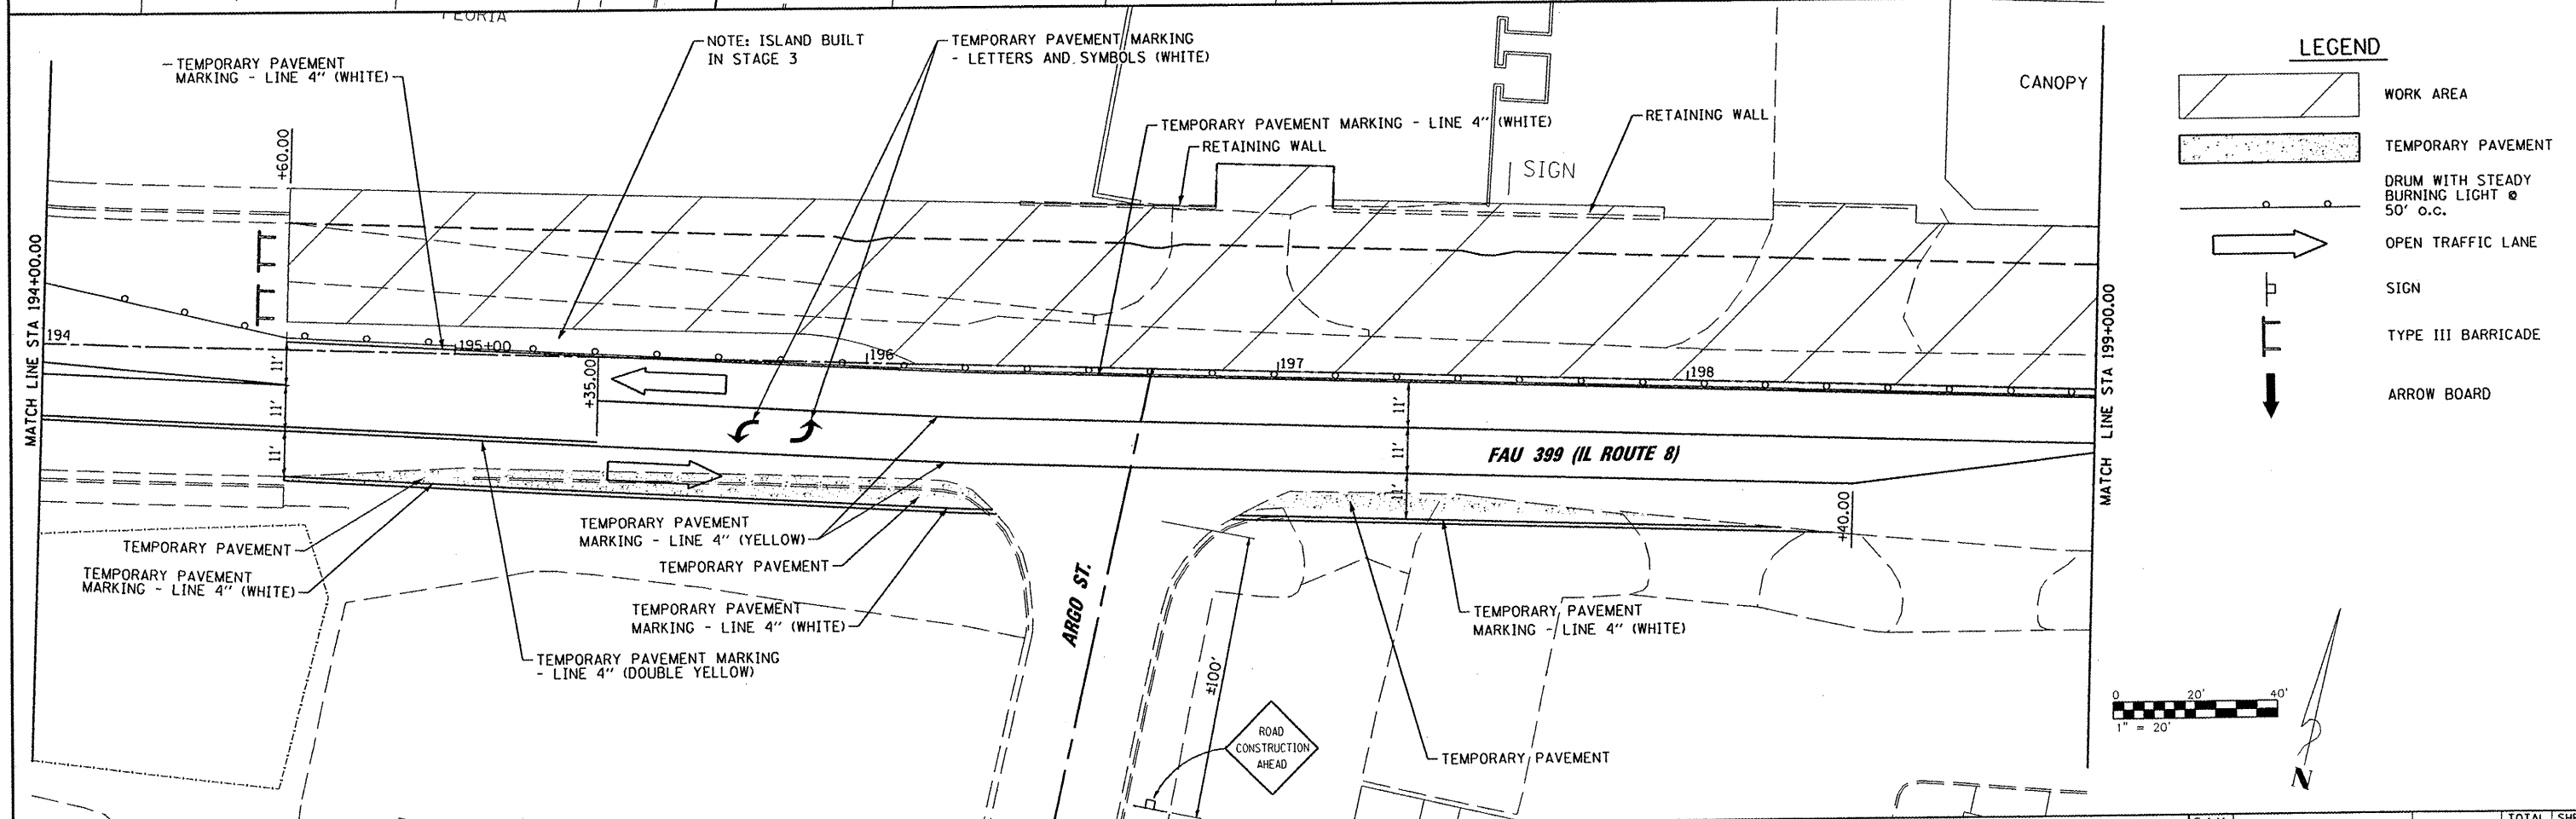 PEORIA
TEMPORARY PAVEMENT
MARKING - LINE 4" (WHITE)
NOTE: ISLAND BUILT
IN STAGE 3
TEMPORARY PAVEMENT MARKING
- LETTERS AND SYMBOLS (WHITE)
TEMPORARY PAVEMENT MARKING - LINE 4" (WHITE)
RETAINING WALL
RETAINING WALL
SIGN
CANOPY
+60.00
MATCH LINE STA 194+00.00
194
195+00
196
197
198
+35.00
11'
11'
11'
11'
11'
11'
FAU 399 (IL ROUTE 8)
MATCH LINE STA 199+00.00
+40.00
TEMPORARY PAVEMENT
TEMPORARY PAVEMENT
MARKING - LINE 4" (WHITE)
TEMPORARY PAVEMENT
MARKING - LINE 4" (YELLOW)
TEMPORARY PAVEMENT
TEMPORARY PAVEMENT
MARKING - LINE 4" (WHITE)
TEMPORARY PAVEMENT MARKING
- LINE 4" (DOUBLE YELLOW)
ARGO ST.
±100'
ROAD
CONSTRUCTION
AHEAD
TEMPORARY PAVEMENT
MARKING - LINE 4" (WHITE)
TEMPORARY PAVEMENT
LEGEND
WORK AREA
TEMPORARY PAVEMENT
DRUM WITH STEADY
BURNING LIGHT @
50' o.c.
OPEN TRAFFIC LANE
SIGN
TYPE III BARRICADE
ARROW BOARD
0 20' 40'
1" = 20'
N
TOTAL